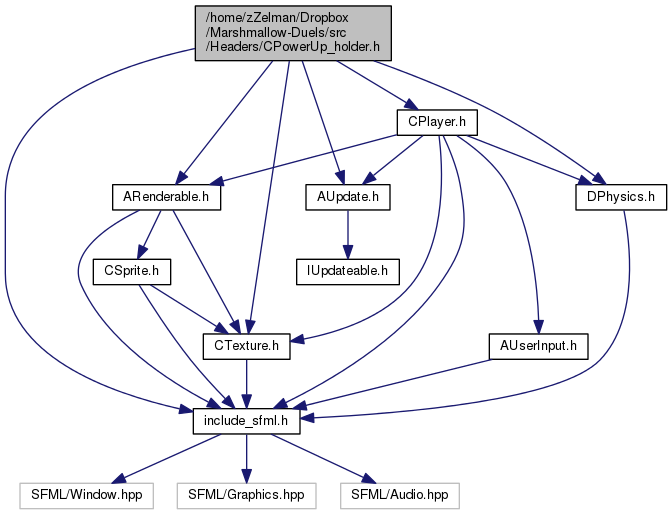 /home/zZelman/Dropbox
/Marshmallow-Duels/src
/Headers/CPowerUp_holder.h
CPlayer.h
ARenderable.h
AUpdate.h
DPhysics.h
CSprite.h
IUpdateable.h
CTexture.h
AUserInput.h
include_sfml.h
SFML/Window.hpp
SFML/Graphics.hpp
SFML/Audio.hpp